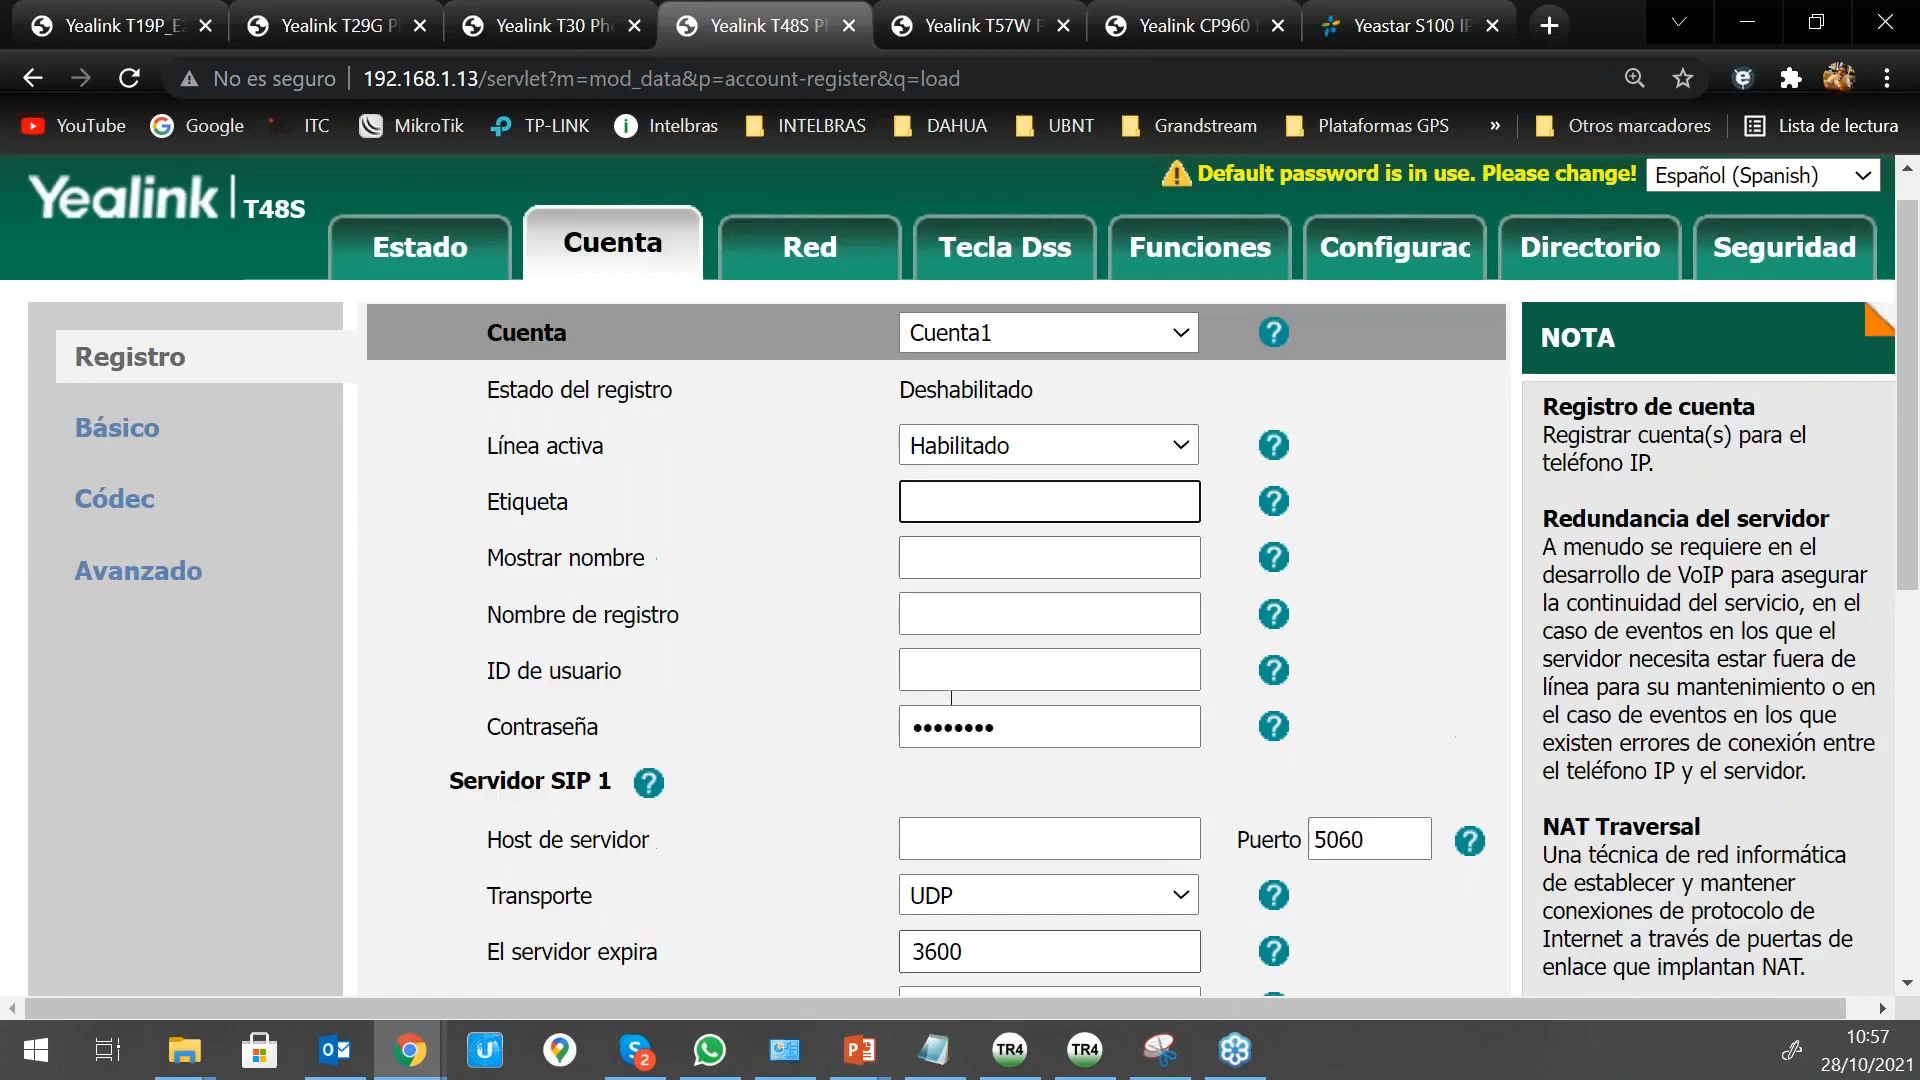 Yealink T19P_E2
Yealink T29G P
Yealink T30 Pho
Yealink T48S Ph
Yealink T57W P
Yealink CP960
Yeastar S100 IP
No es seguro 192.168.1.13/servlet?m=mod_data&p=account-register&q=load
YouTube Google ITC MikroTik TP-LINK Intelbras INTELBRAS DAHUA UBNT Grandstream Plataformas GPS » Otros marcadores Lista de lectura
Default password is in use. Please change! Español (Spanish)
Yealink | T48S
Estado Cuenta Red Tecla Dss Funciones Configurac Directorio Seguridad
Registro
Básico
Códec
Avanzado
Cuenta Cuenta1
Estado del registro Deshabilitado
Línea activa Habilitado
Etiqueta
Mostrar nombre
Nombre de registro
ID de usuario
Contraseña ••••••••
Servidor SIP 1
Host de servidor Puerto 5060
Transporte UDP
El servidor expira 3600
NOTA
Registro de cuenta
Registrar cuenta(s) para el
teléfono IP.
Redundancia del servidor
A menudo se requiere en el
desarrollo de VoIP para asegurar
la continuidad del servicio, en el
caso de eventos en los que el
servidor necesita estar fuera de
línea para su mantenimiento o en
el caso de eventos en los que
existen errores de conexión entre
el teléfono IP y el servidor.
NAT Traversal
Una técnica de red informática
de establecer y mantener
conexiones de protocolo de
Internet a través de puertas de
enlace que implantan NAT.
2
TR4
TR4
10:57
28/10/2021